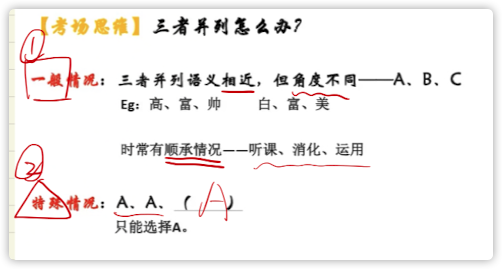 【考场思维】三者并列怎么办?
①
一般情况：三者并列语义相近，但角度不同——A、B、C
Eg：高、富、帅 白、富、美
时常有顺承情况——听课、消化、运用
②
特殊情况：A、A、（A）
只能选择A。